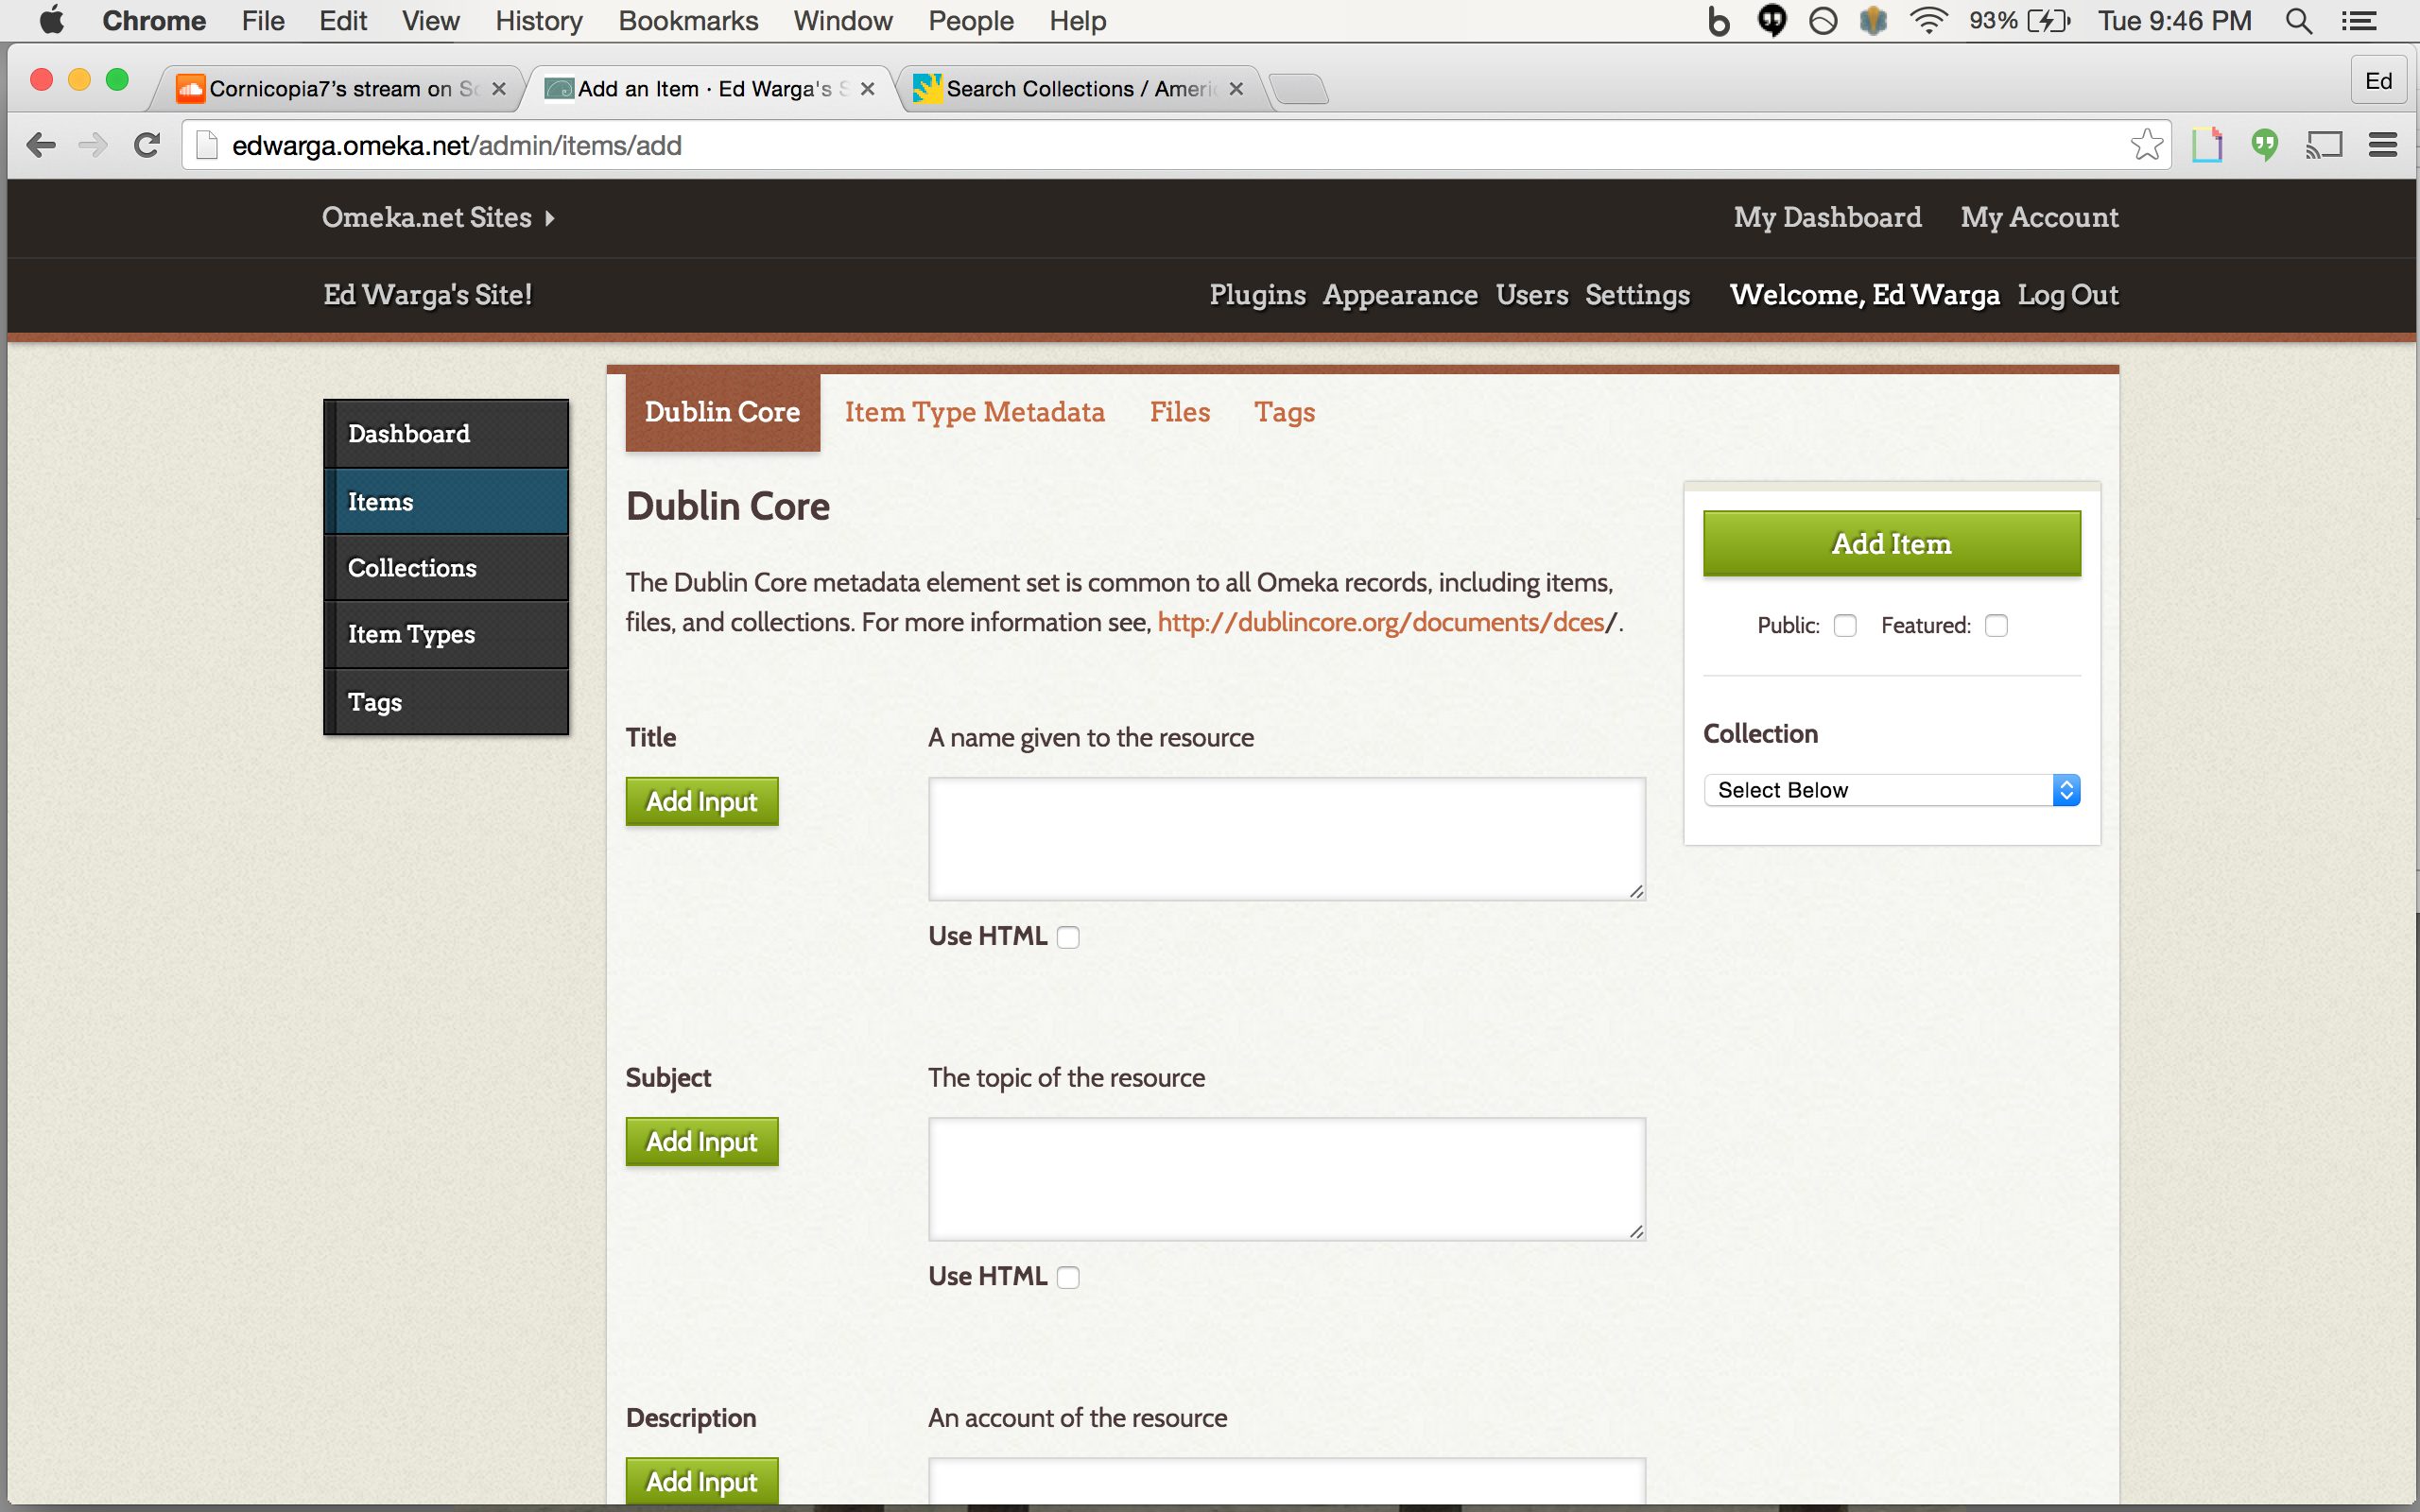 Chrome File Edit View History Bookmarks Window People Help 93% Tue 9:46 PM
Cornicopia7's stream on S Add an Item · Ed Warga's S Search Collections / Ameri Ed
edwarga.omeka.net/admin/items/add
Omeka.net Sites My Dashboard My Account
Ed Warga's Site! Plugins Appearance Users Settings Welcome, Ed Warga Log Out
Dashboard
Items
Collections
Item Types
Tags
Dublin Core Item Type Metadata Files Tags
Dublin Core
The Dublin Core metadata element set is common to all Omeka records, including items,
files, and collections. For more information see, http://dublincore.org/documents/dces/.
Add Item
Public: Featured:
Collection
Select Below
Title A name given to the resource
Add Input
Use HTML
Subject The topic of the resource
Add Input
Use HTML
Description An account of the resource
Add Input